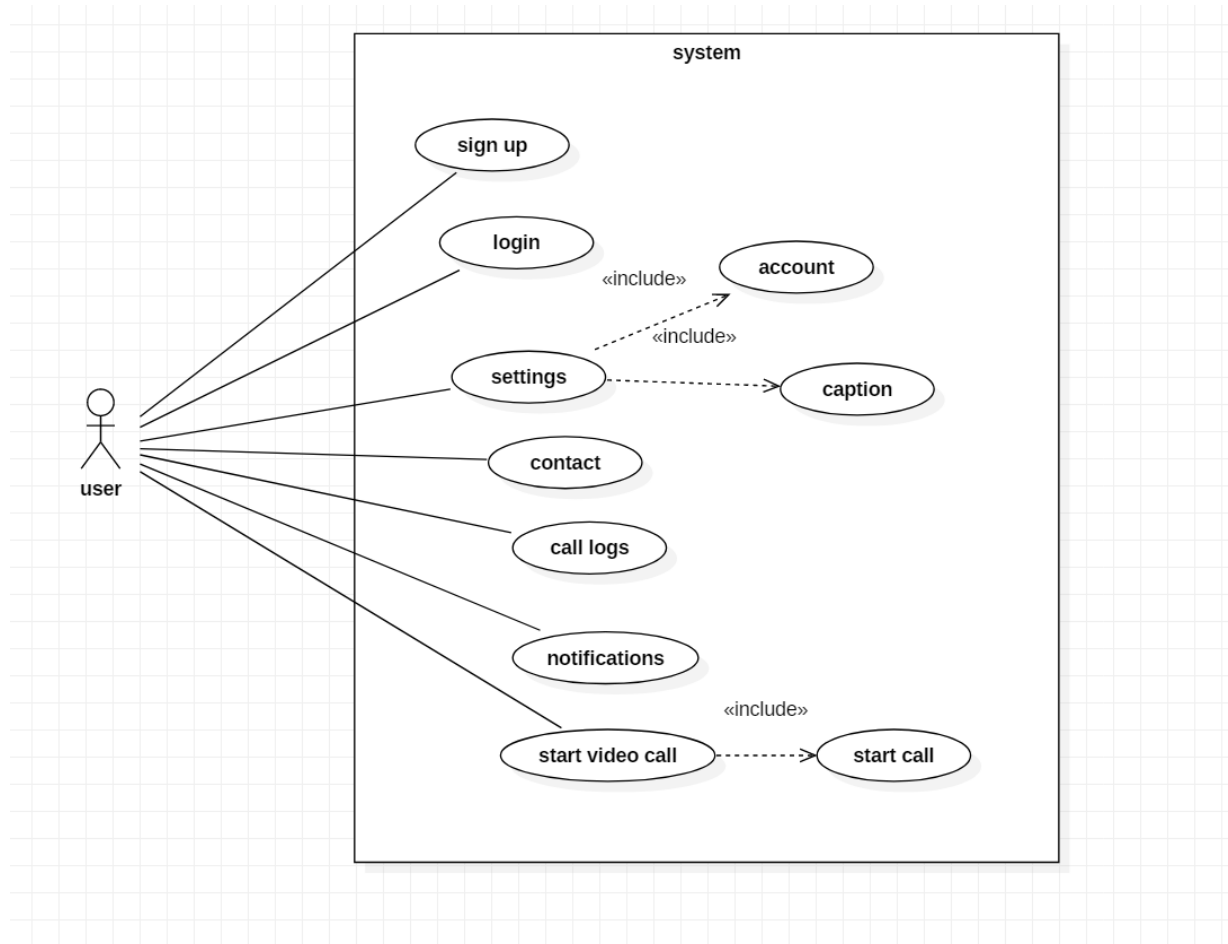 system
sign up
login
«include»
account
«include»
settings
caption
contact
user
call logs
notifications
«include»
start video call
start call